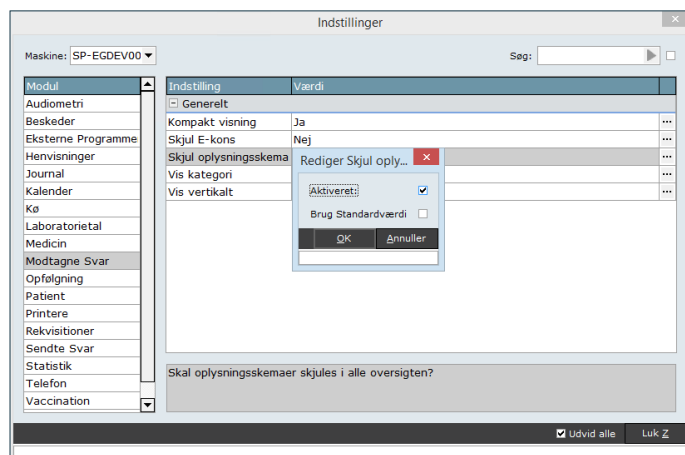 Indstillinger
Maskine: SP-EGDEV00
Søg:
Modul
Audiometri
Beskeder
Eksterne Programme
Henvisninger
Journal
Kalender
Kø
Laboratorietal
Medicin
Modtagne Svar
Opfølgning
Patient
Printere
Rekvisitioner
Sendte Svar
Statistik
Telefon
Vaccination
Indstilling Værdi
Generelt
Kompakt visning Ja
Skjul E-kons Nej
Skjul oplysningsskema
Vis kategori
Vis vertikalt
Rediger Skjul oply...
Aktiveret:
Brug Standardværdi
OK Annuller
Skal oplysningsskemaer skjules i alle oversigten?
Udvid alle Luk Z